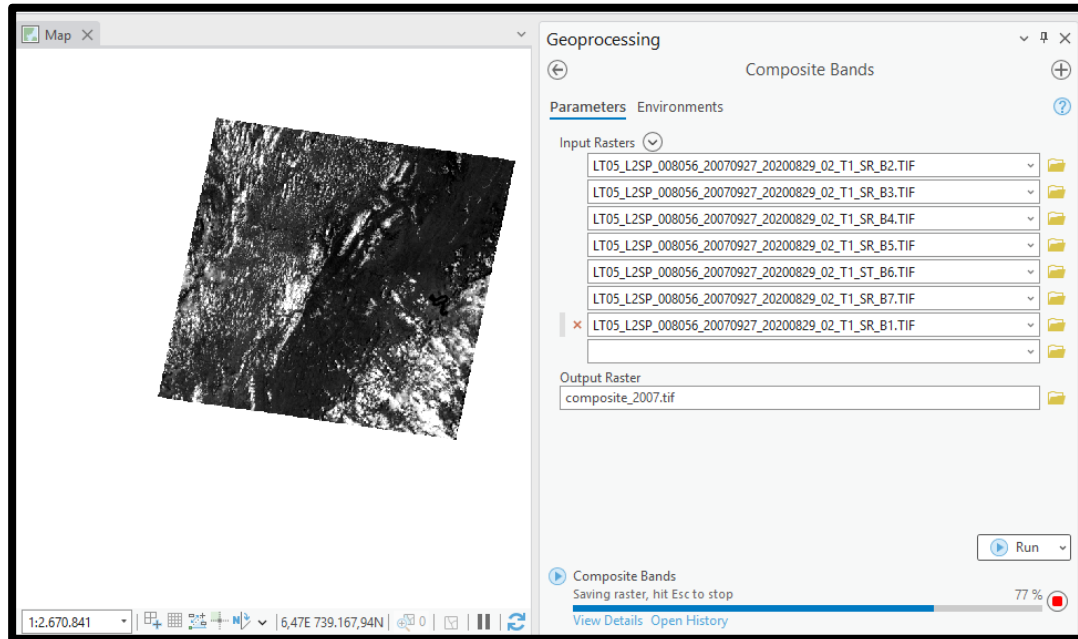 Map
Geoprocessing
Composite Bands
Parameters Environments
Input Rasters
LT05_L2SP_008056_20070927_20200829_02_T1_SR_B2.TIF
LT05_L2SP_008056_20070927_20200829_02_T1_SR_B3.TIF
LT05_L2SP_008056_20070927_20200829_02_T1_SR_B4.TIF
LT05_L2SP_008056_20070927_20200829_02_T1_SR_B5.TIF
LT05_L2SP_008056_20070927_20200829_02_T1_ST_B6.TIF
LT05_L2SP_008056_20070927_20200829_02_T1_SR_B7.TIF
LT05_L2SP_008056_20070927_20200829_02_T1_SR_B1.TIF
Output Raster
composite_2007.tif
Run
Composite Bands
Saving raster, hit Esc to stop 77 %
View Details Open History
1:2.670.841 6,47E 739.167,94N 0